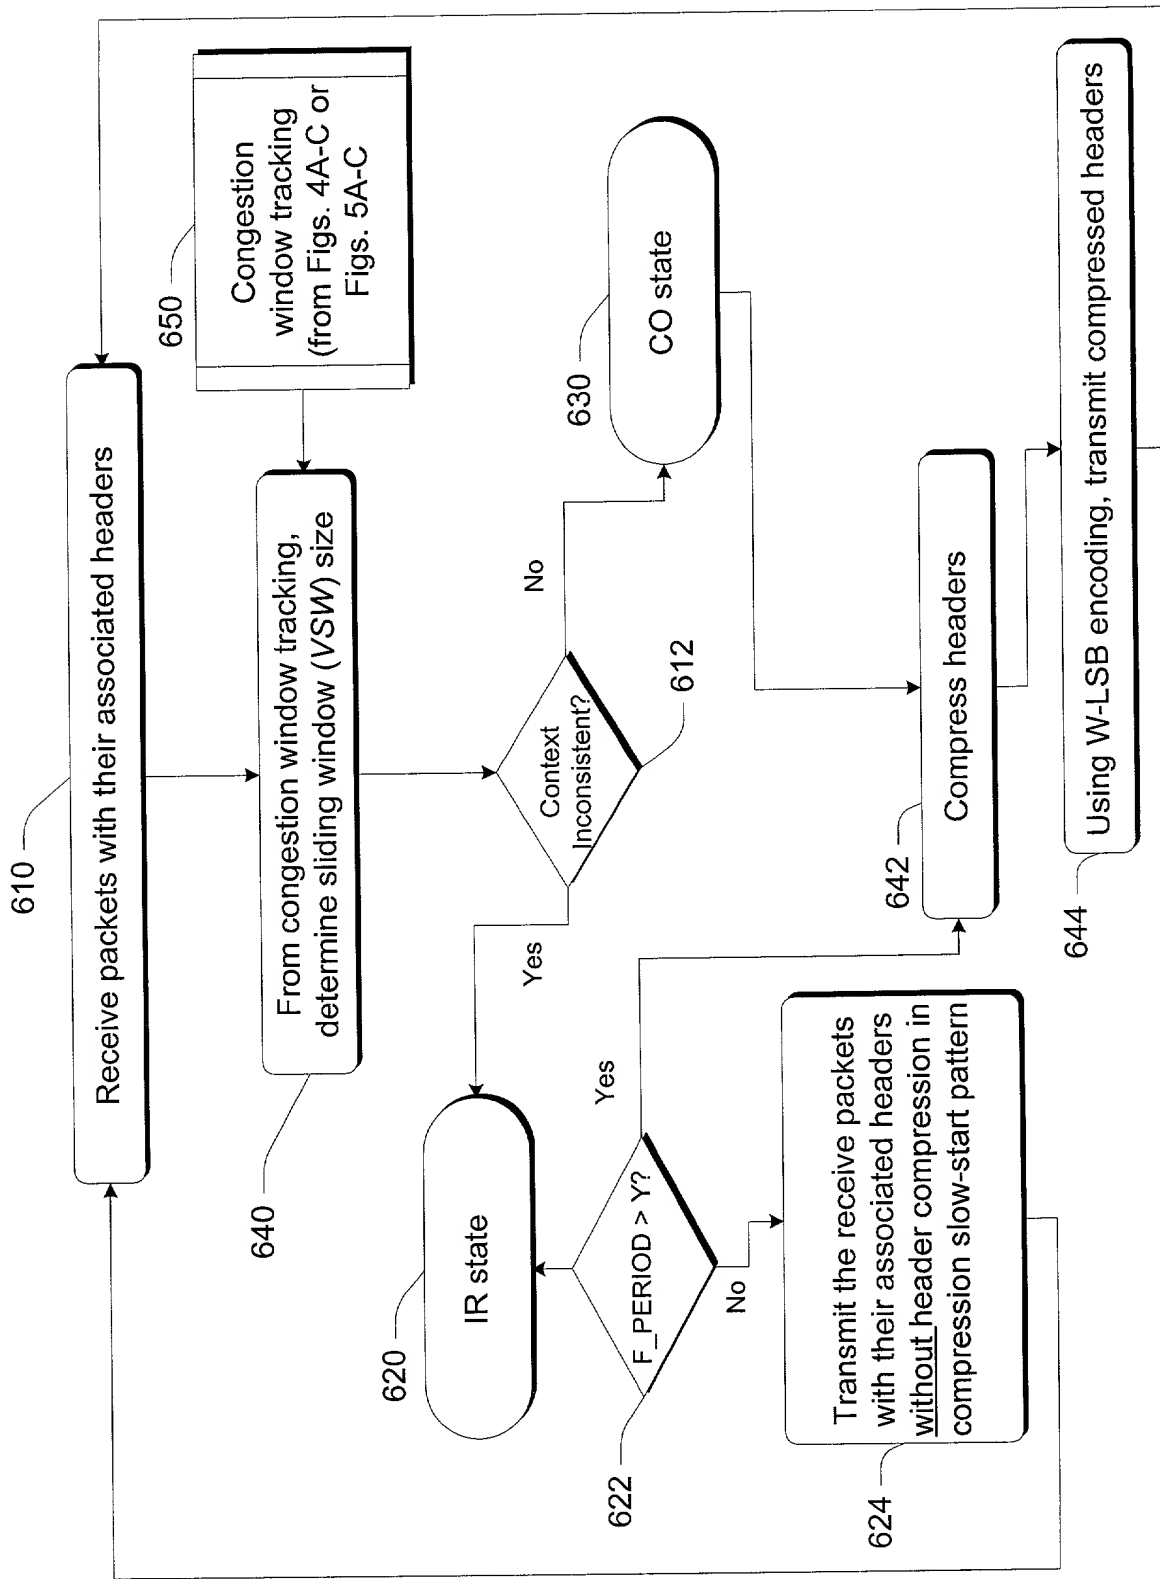 610
Receive packets with their associated headers
650
Congestion
window tracking
(from Figs. 4A-C or
Figs. 5A-C
640
From congestion window tracking,
determine sliding window (VSW) size
Context
Inconsistent?
612
Yes
No
620
IR state
630
CO state
622
F_PERIOD > Y?
Yes
No
624
Transmit the receive packets
with their associated headers
without header compression in
compression slow-start pattern
642
Compress headers
644
Using W-LSB encoding, transmit compressed headers